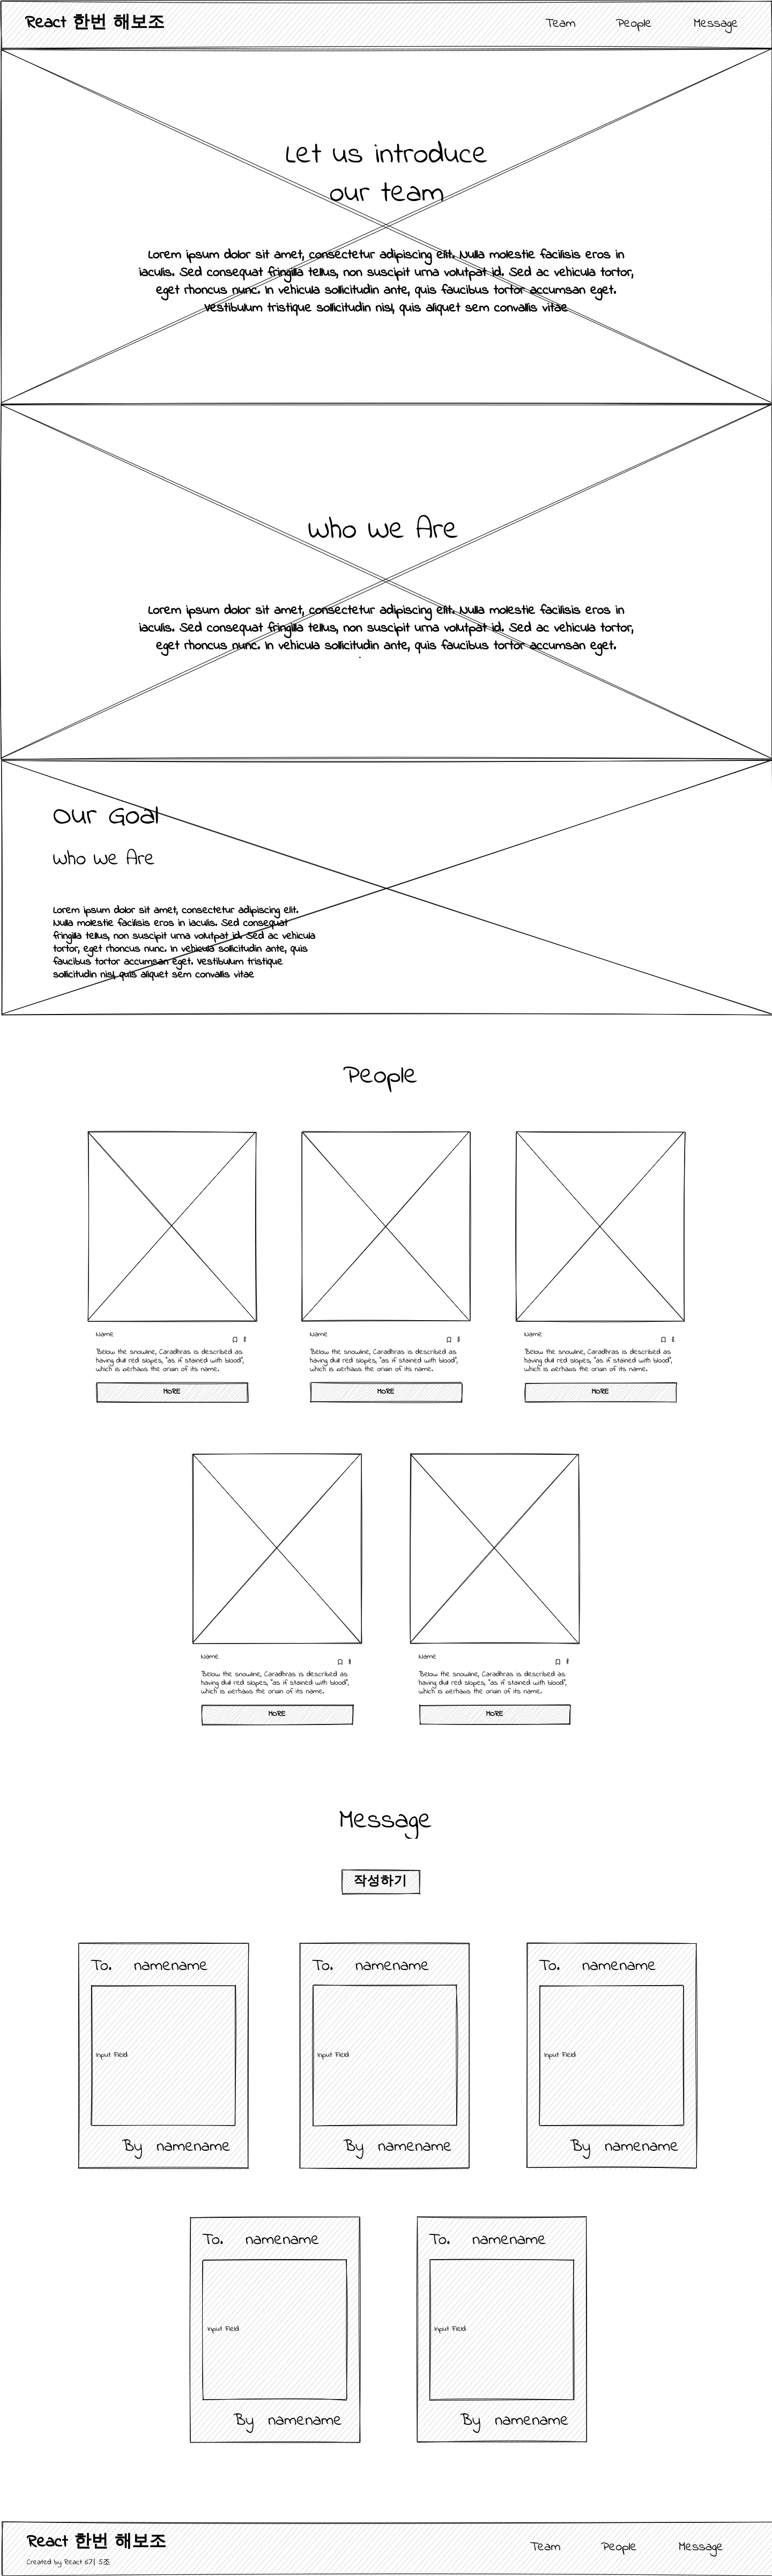 React 한번 해보조
Team People Message
Let us introduce
our team
Lorem ipsum dolor sit amet, consectetur adipiscing elit. Nulla molestie facilisis eros in
iaculis. Sed consequat fringilla tellus, non suscipit urna volutpat id. Sed ac vehicula tortor,
eget rhoncus nunc. In vehicula sollicitudin ante, quis faucibus tortor accumsan eget.
Vestibulum tristique sollicitudin nisl, quis aliquet sem convallis vitae
Who We Are
Lorem ipsum dolor sit amet, consectetur adipiscing elit. Nulla molestie facilisis eros in
iaculis. Sed consequat fringilla tellus, non suscipit urna volutpat id. Sed ac vehicula tortor,
eget rhoncus nunc. In vehicula sollicitudin ante, quis faucibus tortor accumsan eget.
Our Goal
Who We Are
Lorem ipsum dolor sit amet, consectetur adipiscing elit.
Nulla molestie facilisis eros in iaculis. Sed consequat
fringilla tellus, non suscipit urna volutpat id. Sed ac vehicula
tortor, eget rhoncus nunc. In vehicula sollicitudin ante, quis
faucibus tortor accumsan eget. Vestibulum tristique
sollicitudin nisl, quis aliquet sem convallis vitae
People
Name
Below the snowline, Caradhras is described as
having dull red slopes, "as if stained with blood",
which is perhaps the origin of its name.
MORE
Name
Below the snowline, Caradhras is described as
having dull red slopes, "as if stained with blood",
which is perhaps the origin of its name.
MORE
Name
Below the snowline, Caradhras is described as
having dull red slopes, "as if stained with blood",
which is perhaps the origin of its name.
MORE
Name
Below the snowline, Caradhras is described as
having dull red slopes, "as if stained with blood",
which is perhaps the origin of its name.
MORE
Name
Below the snowline, Caradhras is described as
having dull red slopes, "as if stained with blood",
which is perhaps the origin of its name.
MORE
Message
작성하기
To. namename
Input Field
By namename
To. namename
Input Field
By namename
To. namename
Input Field
By namename
To. namename
Input Field
By namename
To. namename
Input Field
By namename
React 한번 해보조
Created by React 6기 5조
Team People Message